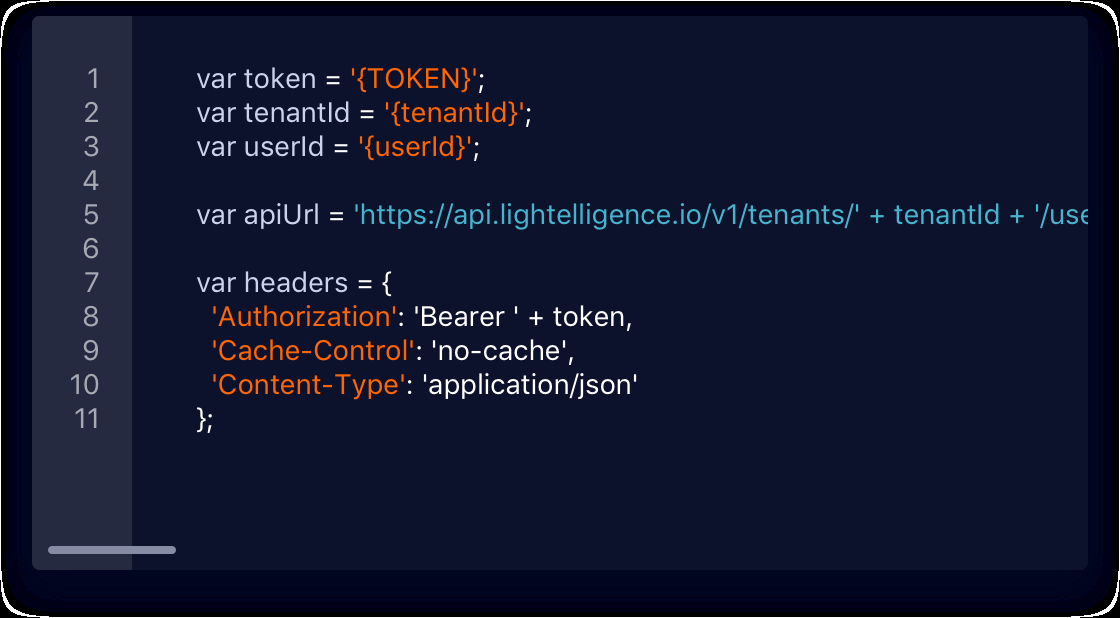 1 var token = '{TOKEN}';
2 var tenantId = '{tenantId}';
3 var userId = '{userId}';
4
5 var apiUrl = 'https://api.lightelligence.io/v1/tenants/' + tenantId + '/use
6
7 var headers = {
8 'Authorization': 'Bearer ' + token,
9 'Cache-Control': 'no-cache',
10 'Content-Type': 'application/json'
11 };